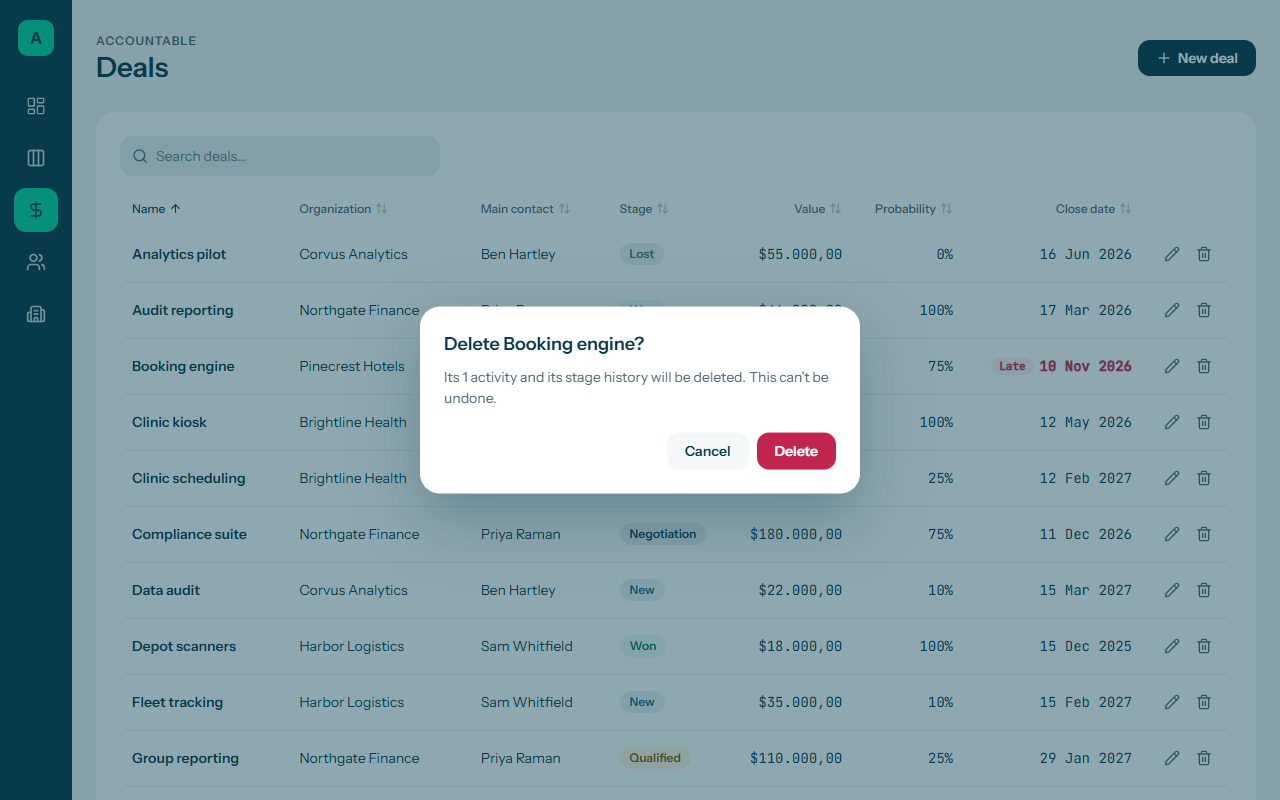 A
ACCOUNTABLE
Deals
New deal
Search deals...
Name Organization Main contact Stage Value Probability Close date
Analytics pilot Corvus Analytics Ben Hartley Lost $55.000,00 0% 16 Jun 2026
Audit reporting Northgate Finance 100% 17 Mar 2026
Booking engine Pinecrest Hotels 75% Late 10 Nov 2026
Clinic kiosk Brightline Health 100% 12 May 2026
Clinic scheduling Brightline Health 25% 12 Feb 2027
Compliance suite Northgate Finance Priya Raman Negotiation $180.000,00 75% 11 Dec 2026
Data audit Corvus Analytics Ben Hartley New $22.000,00 10% 15 Mar 2027
Depot scanners Harbor Logistics Sam Whitfield Won $18.000,00 100% 15 Dec 2025
Fleet tracking Harbor Logistics Sam Whitfield New $35.000,00 10% 15 Feb 2027
Group reporting Northgate Finance Priya Raman Qualified $110.000,00 25% 29 Jan 2027
Delete Booking engine?
Its 1 activity and its stage history will be deleted. This can't be
undone.
Cancel Delete